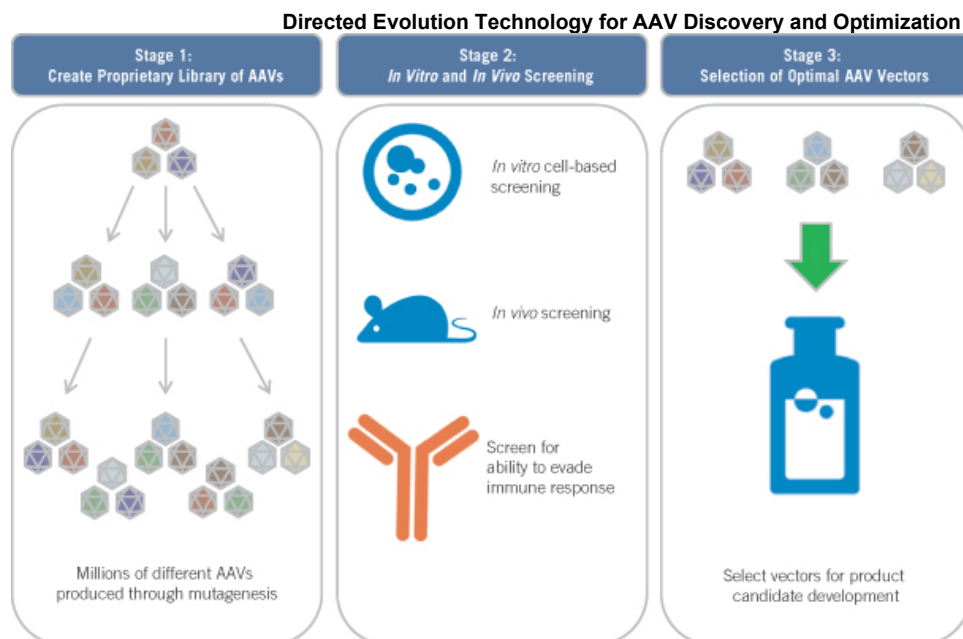 Directed Evolution Technology for AAV Discovery and Optimization
Stage 1:
Create Proprietary Library of AAVs
Millions of different AAVs
produced through mutagenesis
Stage 2:
In Vitro and In Vivo Screening
In vitro cell-based
screening
In vivo screening
Screen for
ability to evade
immune response
Stage 3:
Selection of Optimal AAV Vectors
Select vectors for product
candidate development